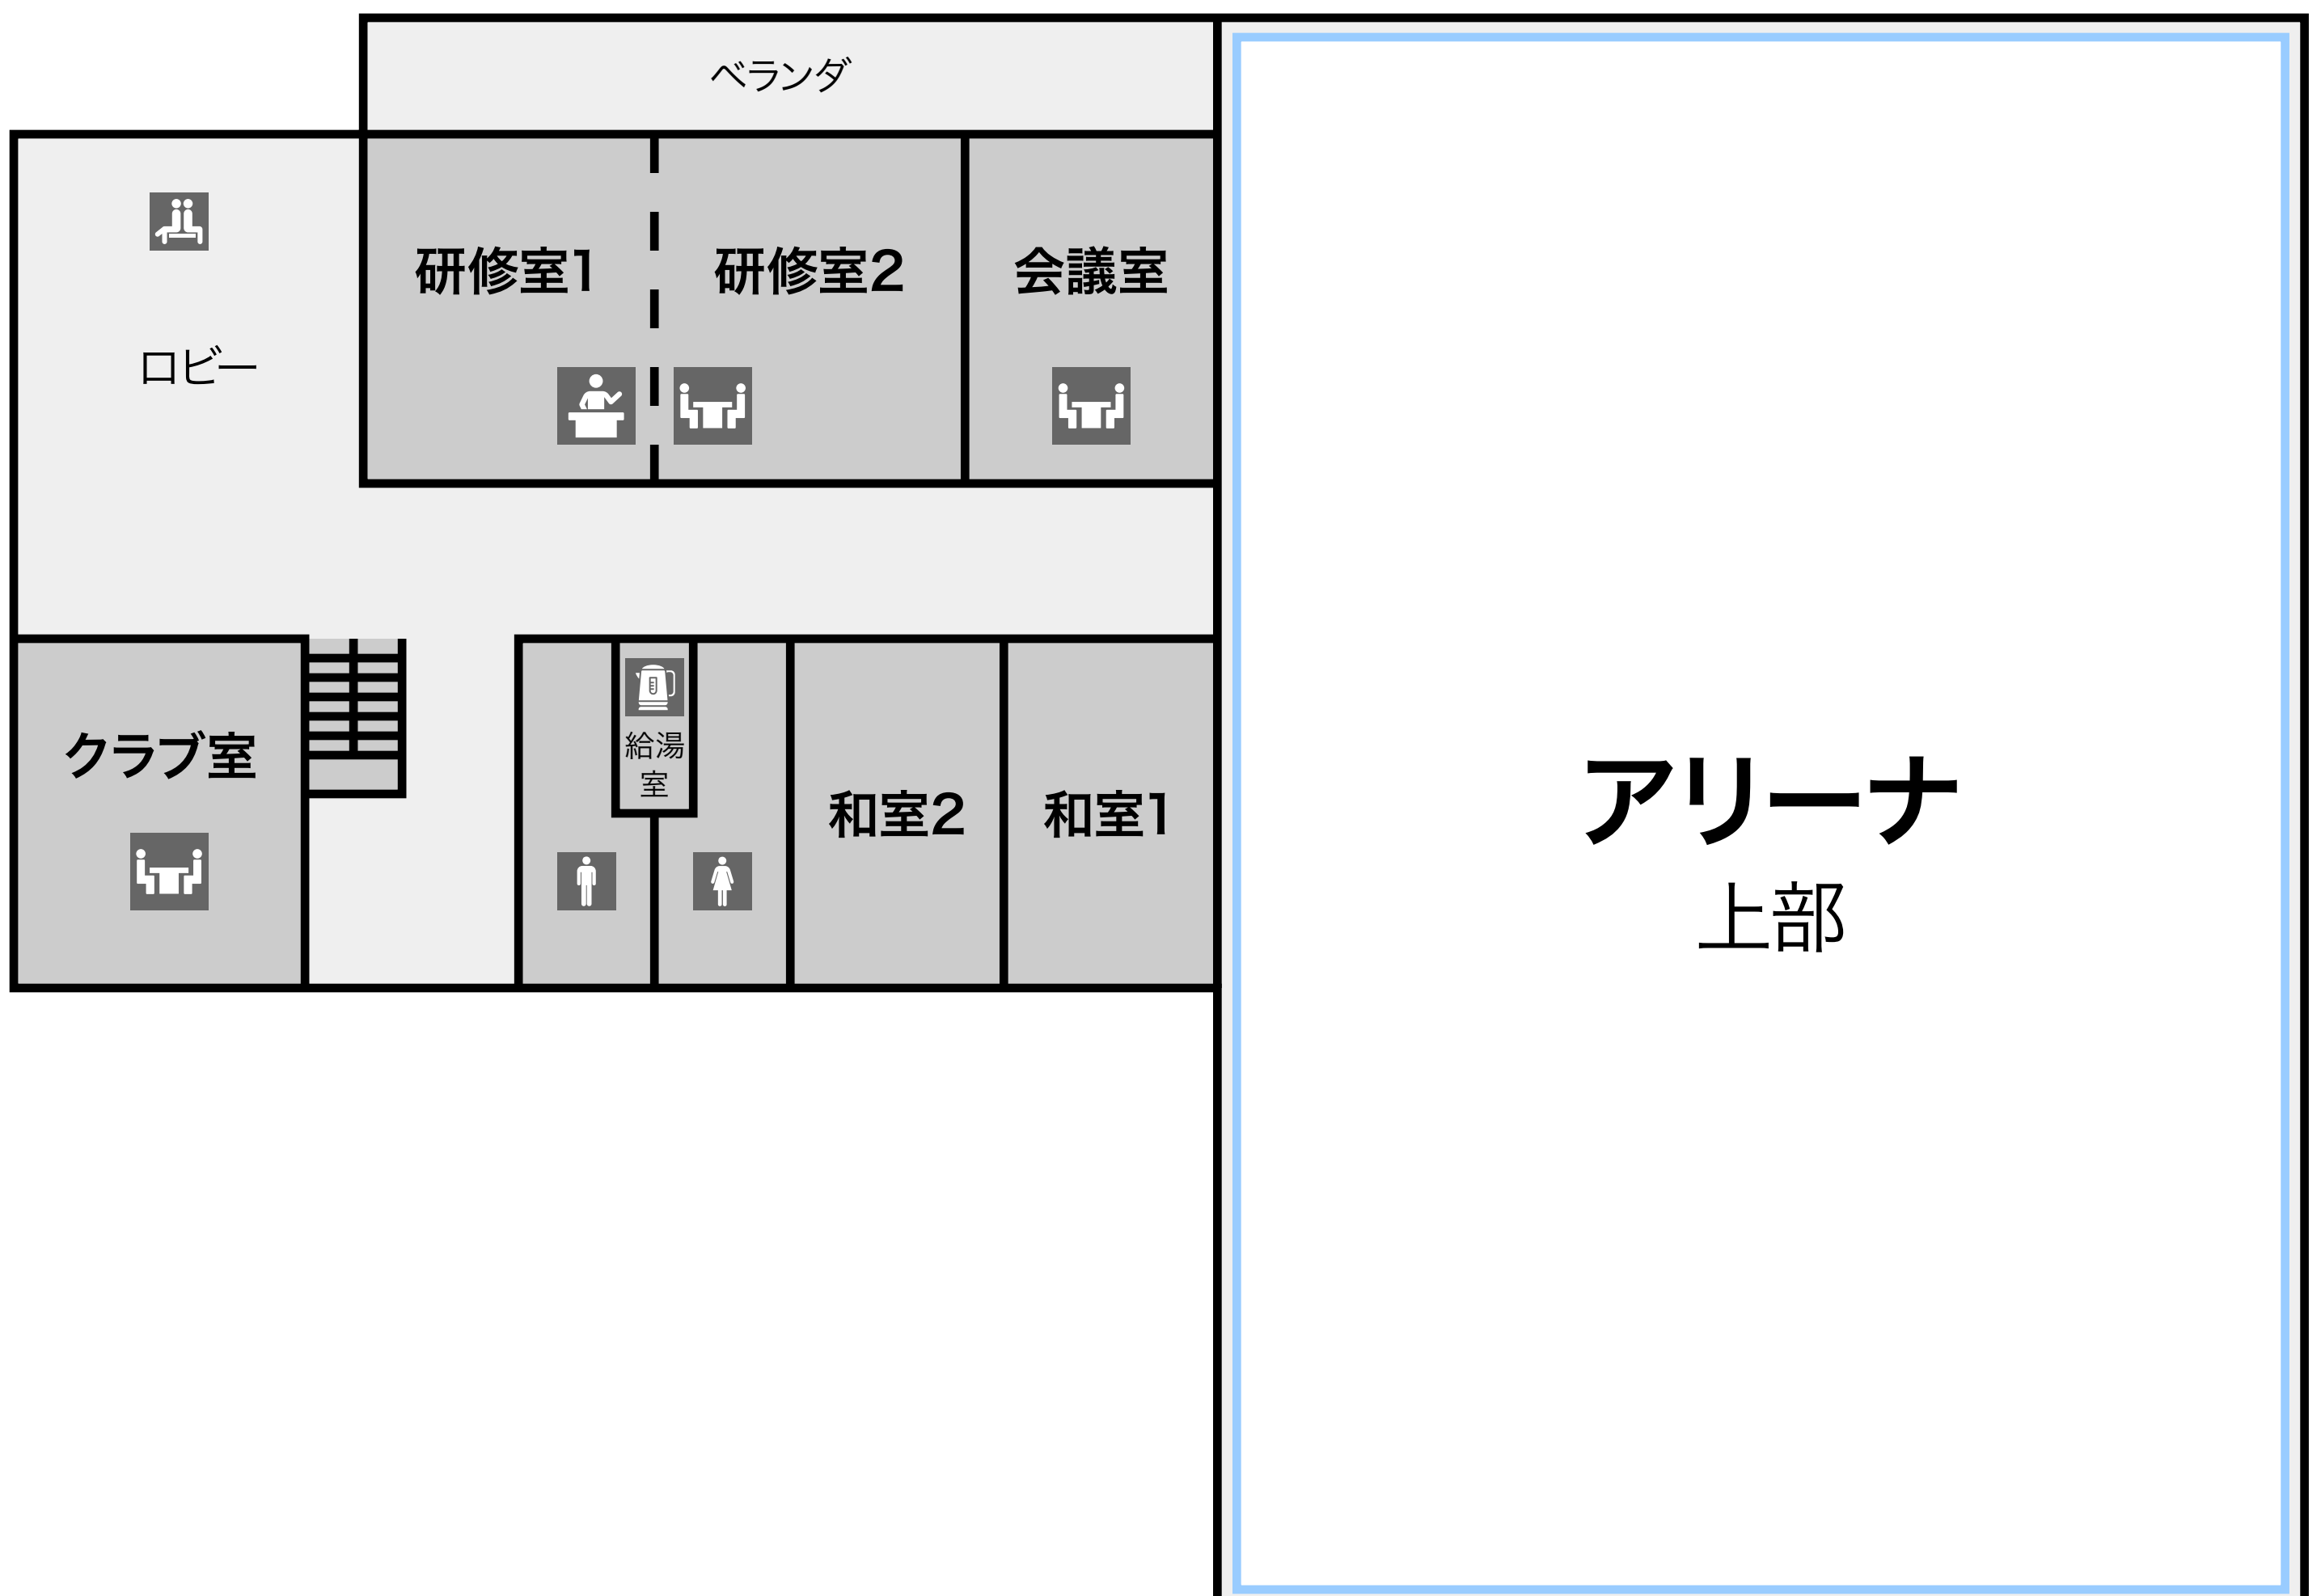 ベランダ
研修室1
研修室2
会議室
ロビー
クラブ室
給湯
室
和室2
和室1
アリーナ
上部